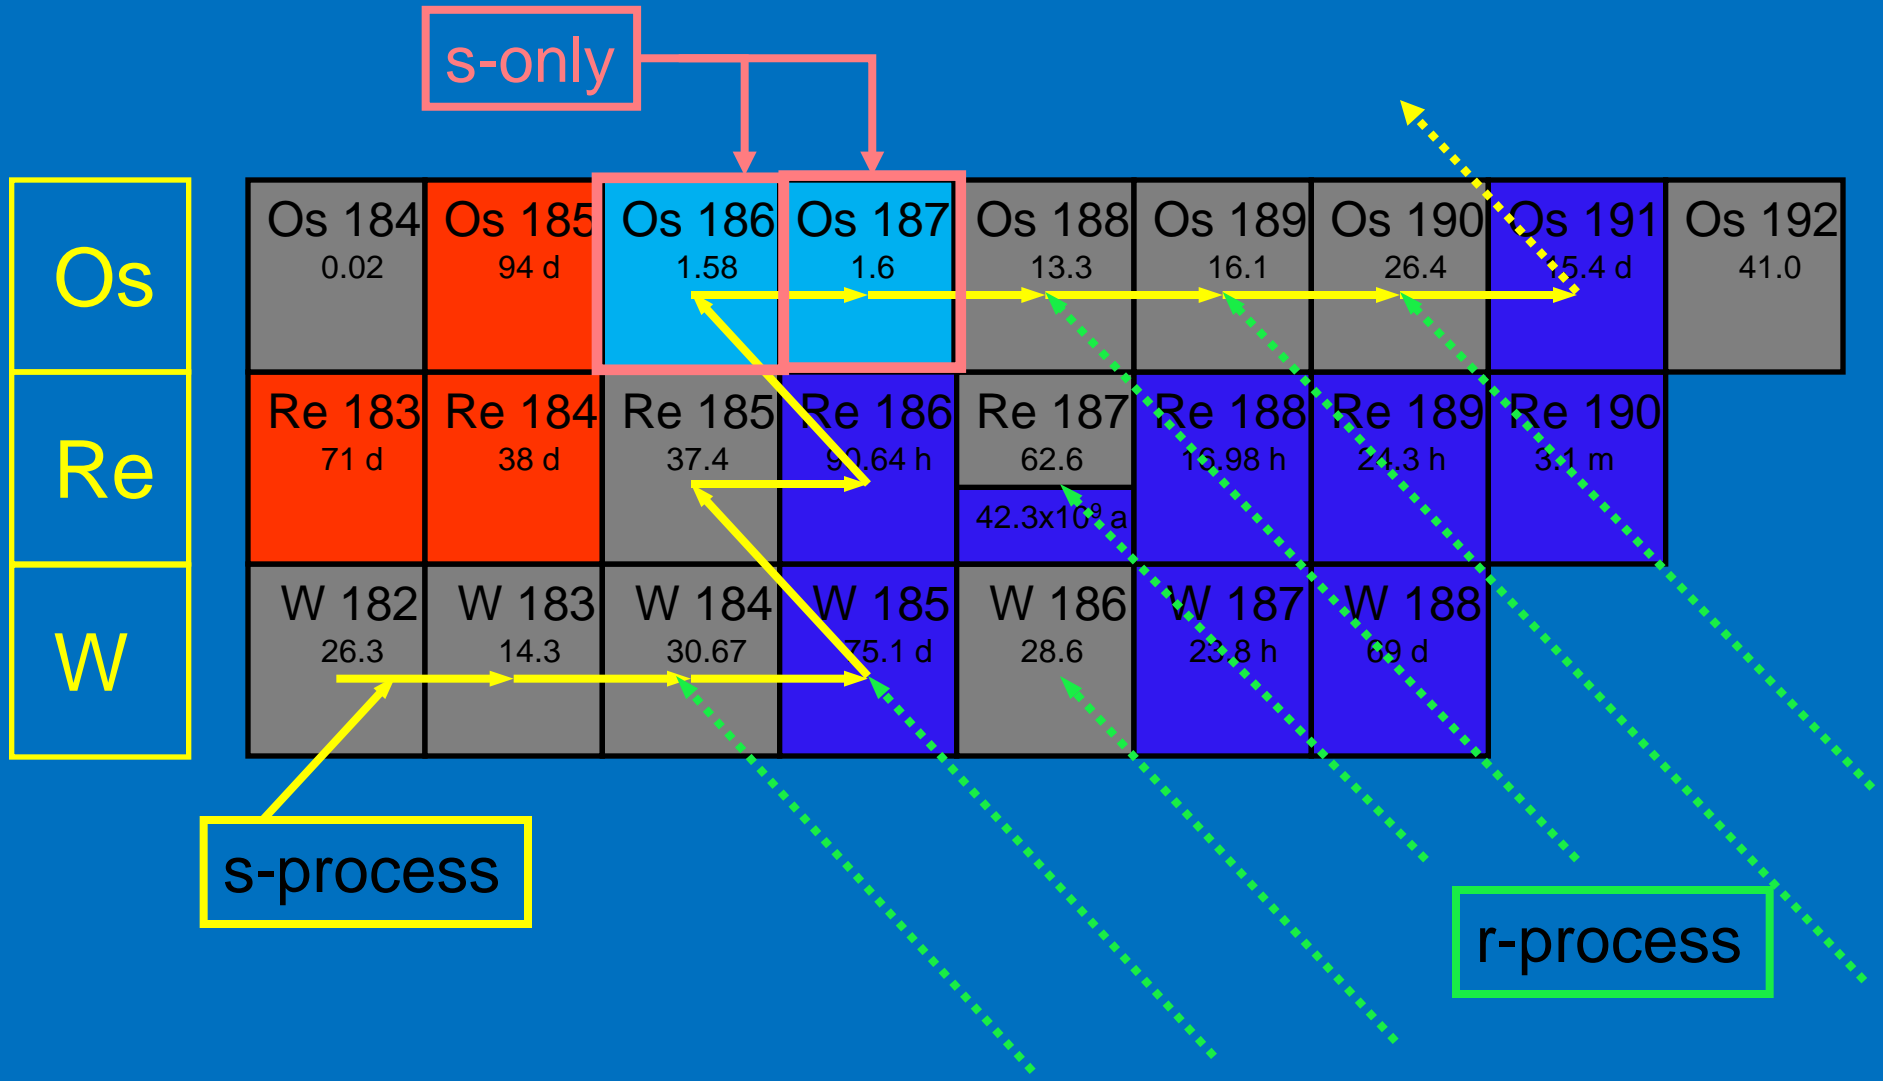 s-only
Os
Os 184
0.02
Os 185
94 d
Os 186
1.58
Os 187
1.6
Os 188
13.3
Os 189
16.1
Os 190
26.4
Os 191
15.4 d
Os 192
41.0
Re
Re 183
71 d
Re 184
38 d
Re 185
37.4
Re 186
90.64 h
Re 187
62.6
42.3x10⁹ a
Re 188
16.98 h
Re 189
24.3 h
Re 190
3.1 m
W
W 182
26.3
W 183
14.3
W 184
30.67
W 185
75.1 d
W 186
28.6
W 187
23.8 h
W 188
69 d
s-process
r-process